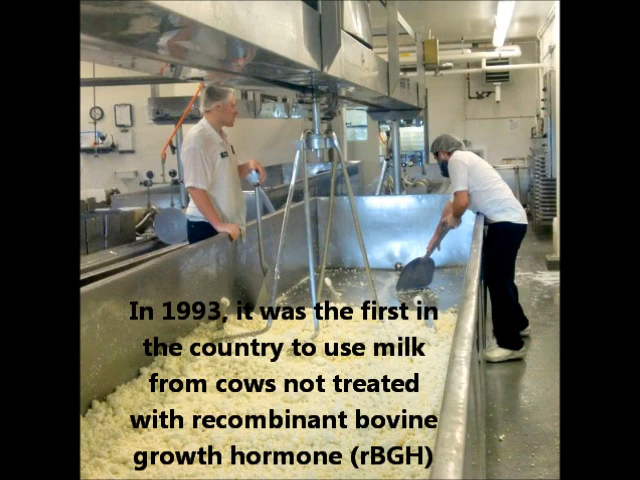 In 1993, it was the first in
the country to use milk
from cows not treated
with recombinant bovine
growth hormone (rBGH)